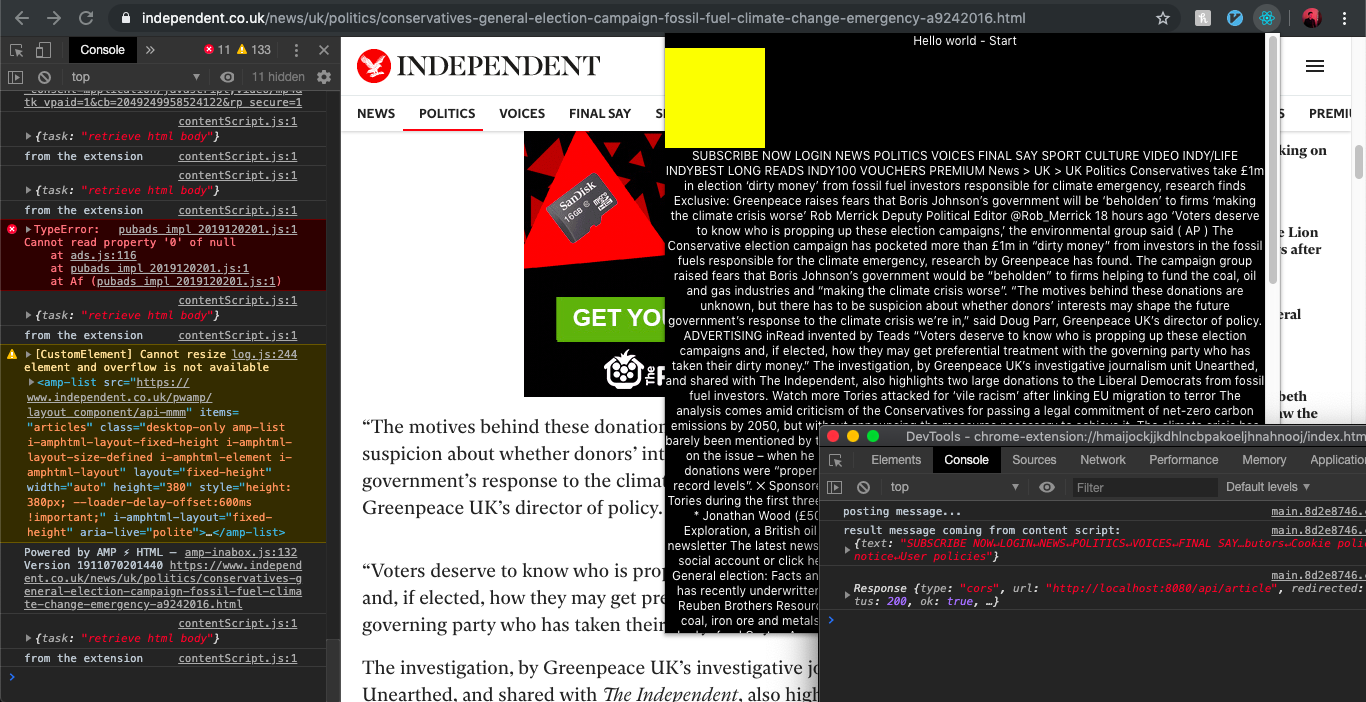 independent.co.uk/news/uk/politics/conservatives-general-election-campaign-fossil-fuel-climate-change-emergency-a9242016.html
Console » 11 133
top 11 hidden
tk_vpaid=1&cb=2049249958524122&rp_secure=1
contentScript.js:1
{task: "retrieve html body"}
from the extension contentScript.js:1
contentScript.js:1
{task: "retrieve html body"}
from the extension contentScript.js:1
TypeError: pubads_impl_2019120201.js:1
Cannot read property '0' of null
at ads.js:116
at pubads_impl_2019120201.js:1
at Af (pubads_impl_2019120201.js:1)
contentScript.js:1
{task: "retrieve html body"}
from the extension contentScript.js:1
[CustomElement] Cannot resize log.js:244
element and overflow is not available
<amp-list src="https://
www.independent.co.uk/pwamp/
layout_component/api-mmm" items=
"articles" class="desktop-only amp-list
i-amphtml-layout-fixed-height i-amphtml-
layout-size-defined i-amphtml-element i-
amphtml-layout" layout="fixed-height"
width="auto" height="380" style="height:
380px; --loader-delay-offset:600ms
!important;" i-amphtml-layout="fixed-
height" aria-live="polite">…</amp-list>
Powered by AMP ⚡ HTML – amp-inabox.js:132
Version 1911070201440 https://www.independ
ent.co.uk/news/uk/politics/conservatives-g
eneral-election-campaign-fossil-fuel-clima
te-change-emergency-a9242016.html
contentScript.js:1
{task: "retrieve html body"}
from the extension contentScript.js:1
INDEPENDENT
NEWS POLITICS VOICES FINAL SAY S
S PREMIU
SanDisk
16GB
micro
GET YOU
THE
“The motives behind these donation
suspicion about whether donors’ int
government’s response to the clima
Greenpeace UK’s director of policy.
“Voters deserve to know who is prop
and, if elected, how they may get pre
governing party who has taken their
The investigation, by Greenpeace UK’s investigative jo
Unearthed, and shared with The Independent, also high
king on
e Lion
rs after
eral
beth
aw the
Hello world - Start
SUBSCRIBE NOW LOGIN NEWS POLITICS VOICES FINAL SAY SPORT CULTURE VIDEO INDY/LIFE
INDYBEST LONG READS INDY100 VOUCHERS PREMIUM News > UK > UK Politics Conservatives take £1m
in election ‘dirty money’ from fossil fuel investors responsible for climate emergency, research finds
Exclusive: Greenpeace raises fears that Boris Johnson’s government will be ‘beholden’ to firms ‘making
the climate crisis worse’ Rob Merrick Deputy Political Editor @Rob_Merrick 18 hours ago ‘Voters deserve
to know who is propping up these election campaigns,’ the environmental group said ( AP ) The
Conservative election campaign has pocketed more than £1m in “dirty money” from investors in the fossil
fuels responsible for the climate emergency, research by Greenpeace has found. The campaign group
raised fears that Boris Johnson’s government would be “beholden” to firms helping to fund the coal, oil
and gas industries and “making the climate crisis worse”. “The motives behind these donations are
unknown, but there has to be suspicion about whether donors’ interests may shape the future
government’s response to the climate crisis we’re in,” said Doug Parr, Greenpeace UK’s director of policy.
ADVERTISING inRead invented by Teads “Voters deserve to know who is propping up these election
campaigns and, if elected, how they may get preferential treatment with the governing party who has
taken their dirty money.” The investigation, by Greenpeace UK’s investigative journalism unit Unearthed,
and shared with The Independent, also highlights two large donations to the Liberal Democrats from fossil
fuel investors. Watch more Tories attacked for ‘vile racism’ after linking EU migration to terror The
analysis comes amid criticism of the Conservatives for passing a legal commitment of net-zero carbon
emissions by 2050, but with
barely been mentioned by t
on the issue – when he
donations were “proper
record levels”. ✕ Sponsore
Tories during the first three
* Jonathan Wood (£50
Exploration, a British oil
newsletter The latest news
social account or click he
General election: Facts an
has recently underwritten
Reuben Brothers Resourc
coal, iron ore and metals
DevTools - chrome-extension://hmaijockjjkdhlncbpakoeljhnahnooj/index.htm
Elements Console Sources Network Performance Memory Application
top Filter Default levels
posting message... main.8d2e8746.c
result message coming from content script: main.8d2e8746.c
{text: "SUBSCRIBE NOW↵LOGIN↵NEWS↵POLITICS↵VOICES↵FINAL SAY…butors↵Cookie poli
notice↵User policies"}
main.8d2e8746.c
Response {type: "cors", url: "http://localhost:8080/api/article", redirected:
tus: 200, ok: true, …}